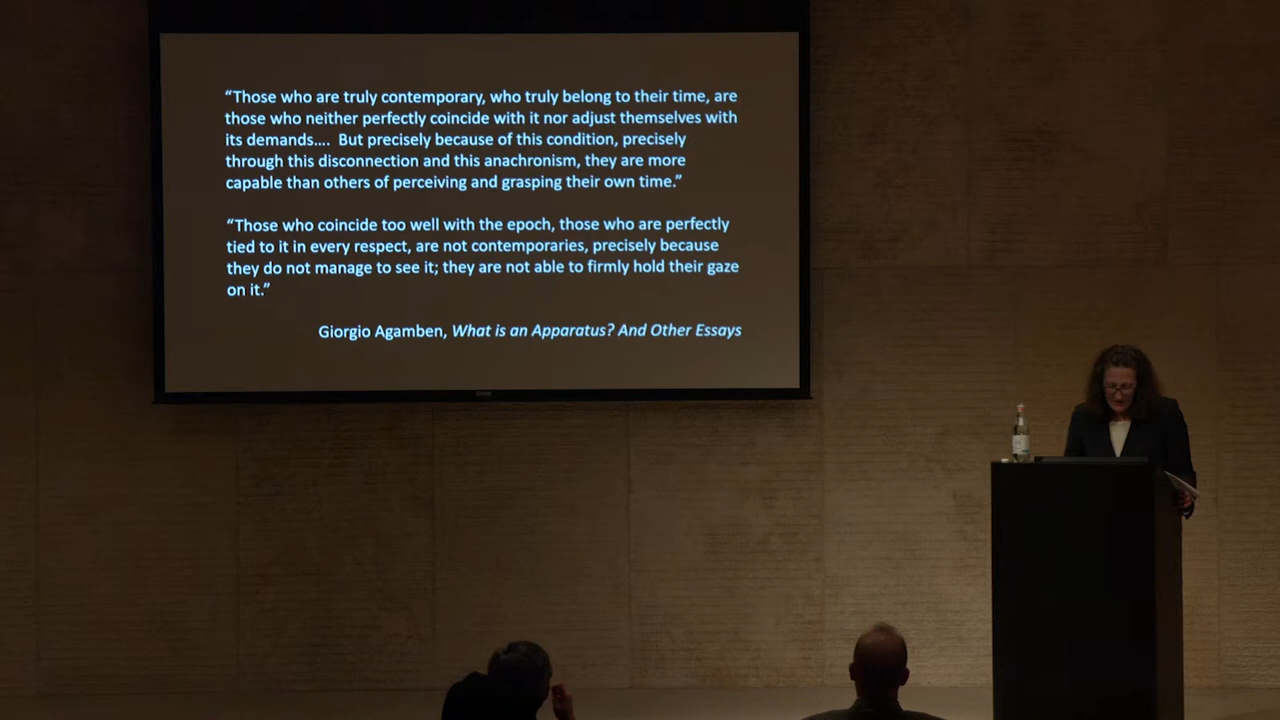 “Those who are truly contemporary, who truly belong to their time, are
those who neither perfectly coincide with it nor adjust themselves with
its demands.... But precisely because of this condition, precisely
through this disconnection and this anachronism, they are more
capable than others of perceiving and grasping their own time.”
“Those who coincide too well with the epoch, those who are perfectly
tied to it in every respect, are not contemporaries, precisely because
they do not manage to see it; they are not able to firmly hold their gaze
on it.”
Giorgio Agamben, What is an Apparatus? And Other Essays